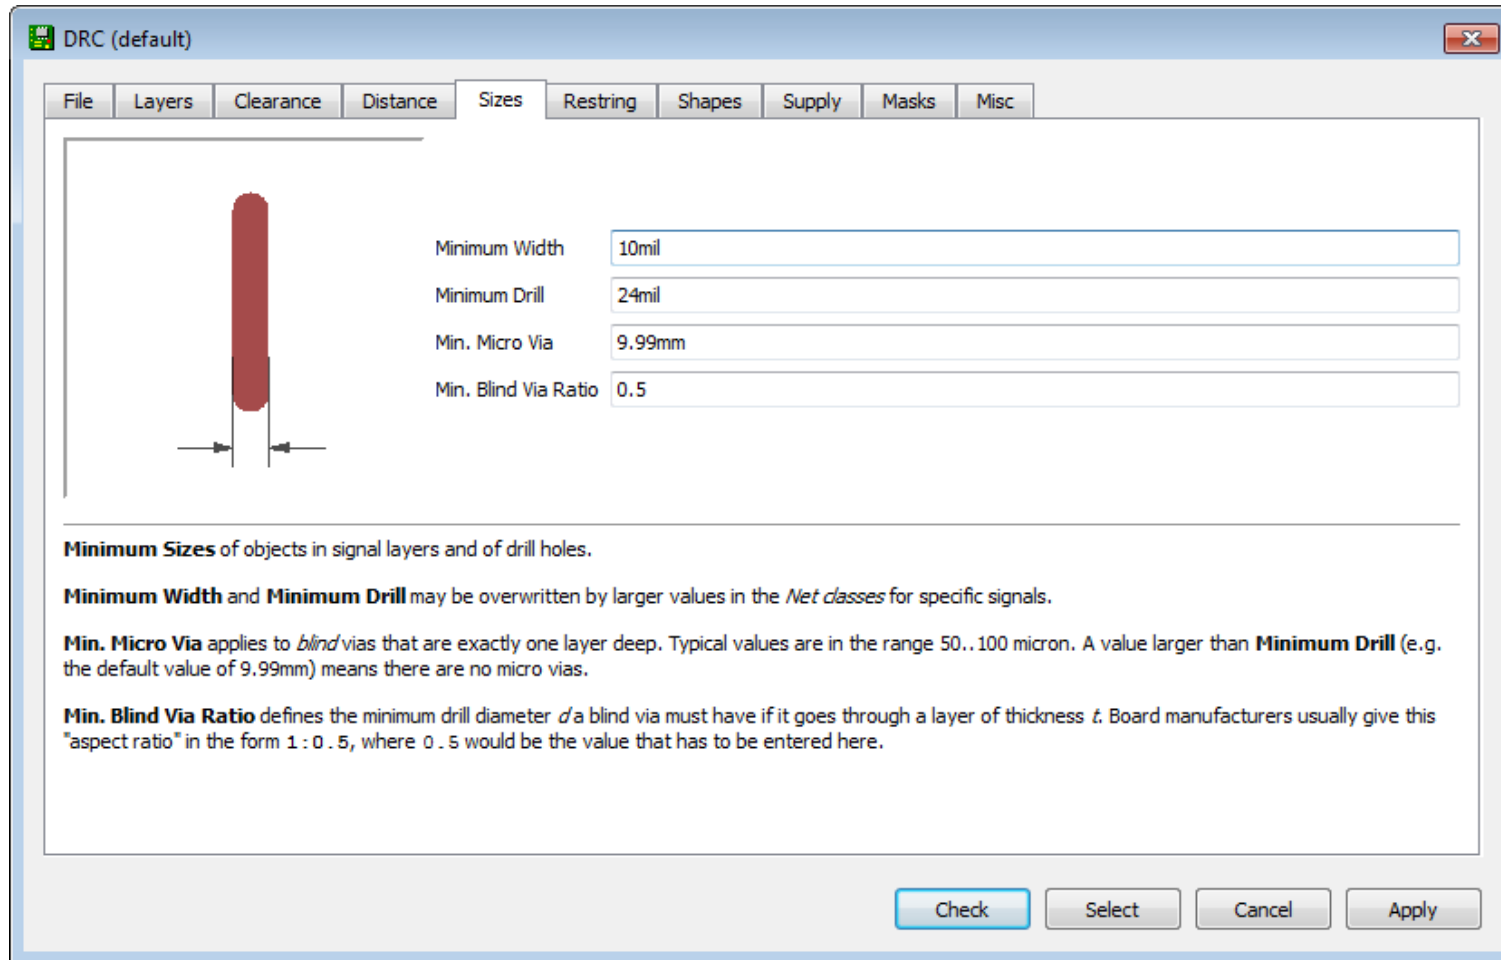 DRC (default)
File Layers Clearance Distance Sizes Restring Shapes Supply Masks Misc
Minimum Width 10mil
Minimum Drill 24mil
Min. Micro Via 9.99mm
Min. Blind Via Ratio 0.5
Minimum Sizes of objects in signal layers and of drill holes.
Minimum Width and Minimum Drill may be overwritten by larger values in the Net classes for specific signals.
Min. Micro Via applies to blind vias that are exactly one layer deep. Typical values are in the range 50..100 micron. A value larger than Minimum Drill (e.g.
the default value of 9.99mm) means there are no micro vias.
Min. Blind Via Ratio defines the minimum drill diameter d a blind via must have if it goes through a layer of thickness t. Board manufacturers usually give this
"aspect ratio" in the form 1:0.5, where 0.5 would be the value that has to be entered here.
Check Select Cancel Apply